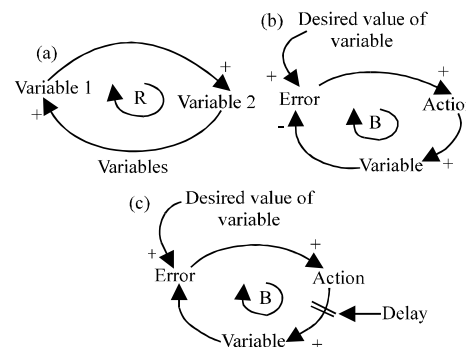 (a)
+
Variable 1
R
Variable 2
+
Variables
(b)
Desired value of
variable
+
+
Error
Actio
B
-
Variable
+
(c)
Desired value of
variable
+
+
Error
Action
B
Delay
Variable
+